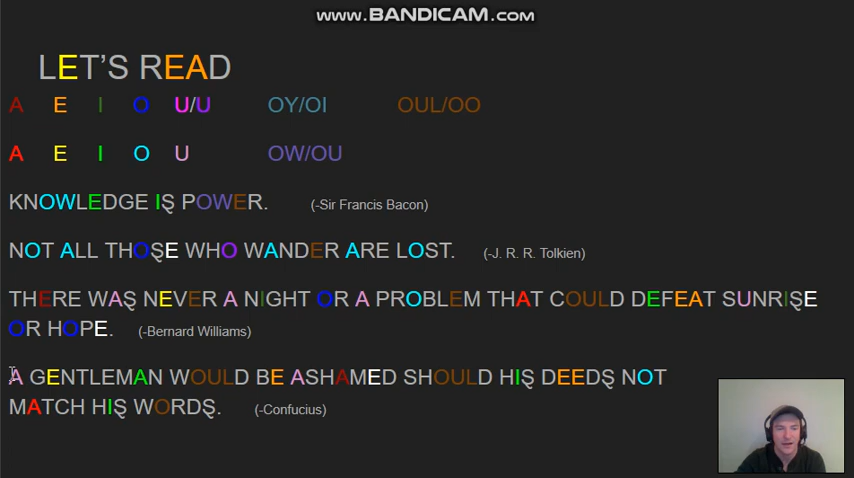 www.BANDICAM.com
LET'S READ
A E I O U/U OY/OI OUL/OO
A E I O U OW/OU
KNOWLEDGE IŞ POWER. (-Sir Francis Bacon)
NOT ALL THOŞE WHO WANDER ARE LOST. (-J. R. R. Tolkien)
THERE WAŞ NEVER A NIGHT OR A PROBLEM THAT COULD DEFEAT SUNRIŞE
OR HOPE. (-Bernard Williams)
A GENTLEMAN WOULD BE ASHAMED SHOULD HIŞ DEEDŞ NOT
MATCH HIŞ WORDŞ. (-Confucius)